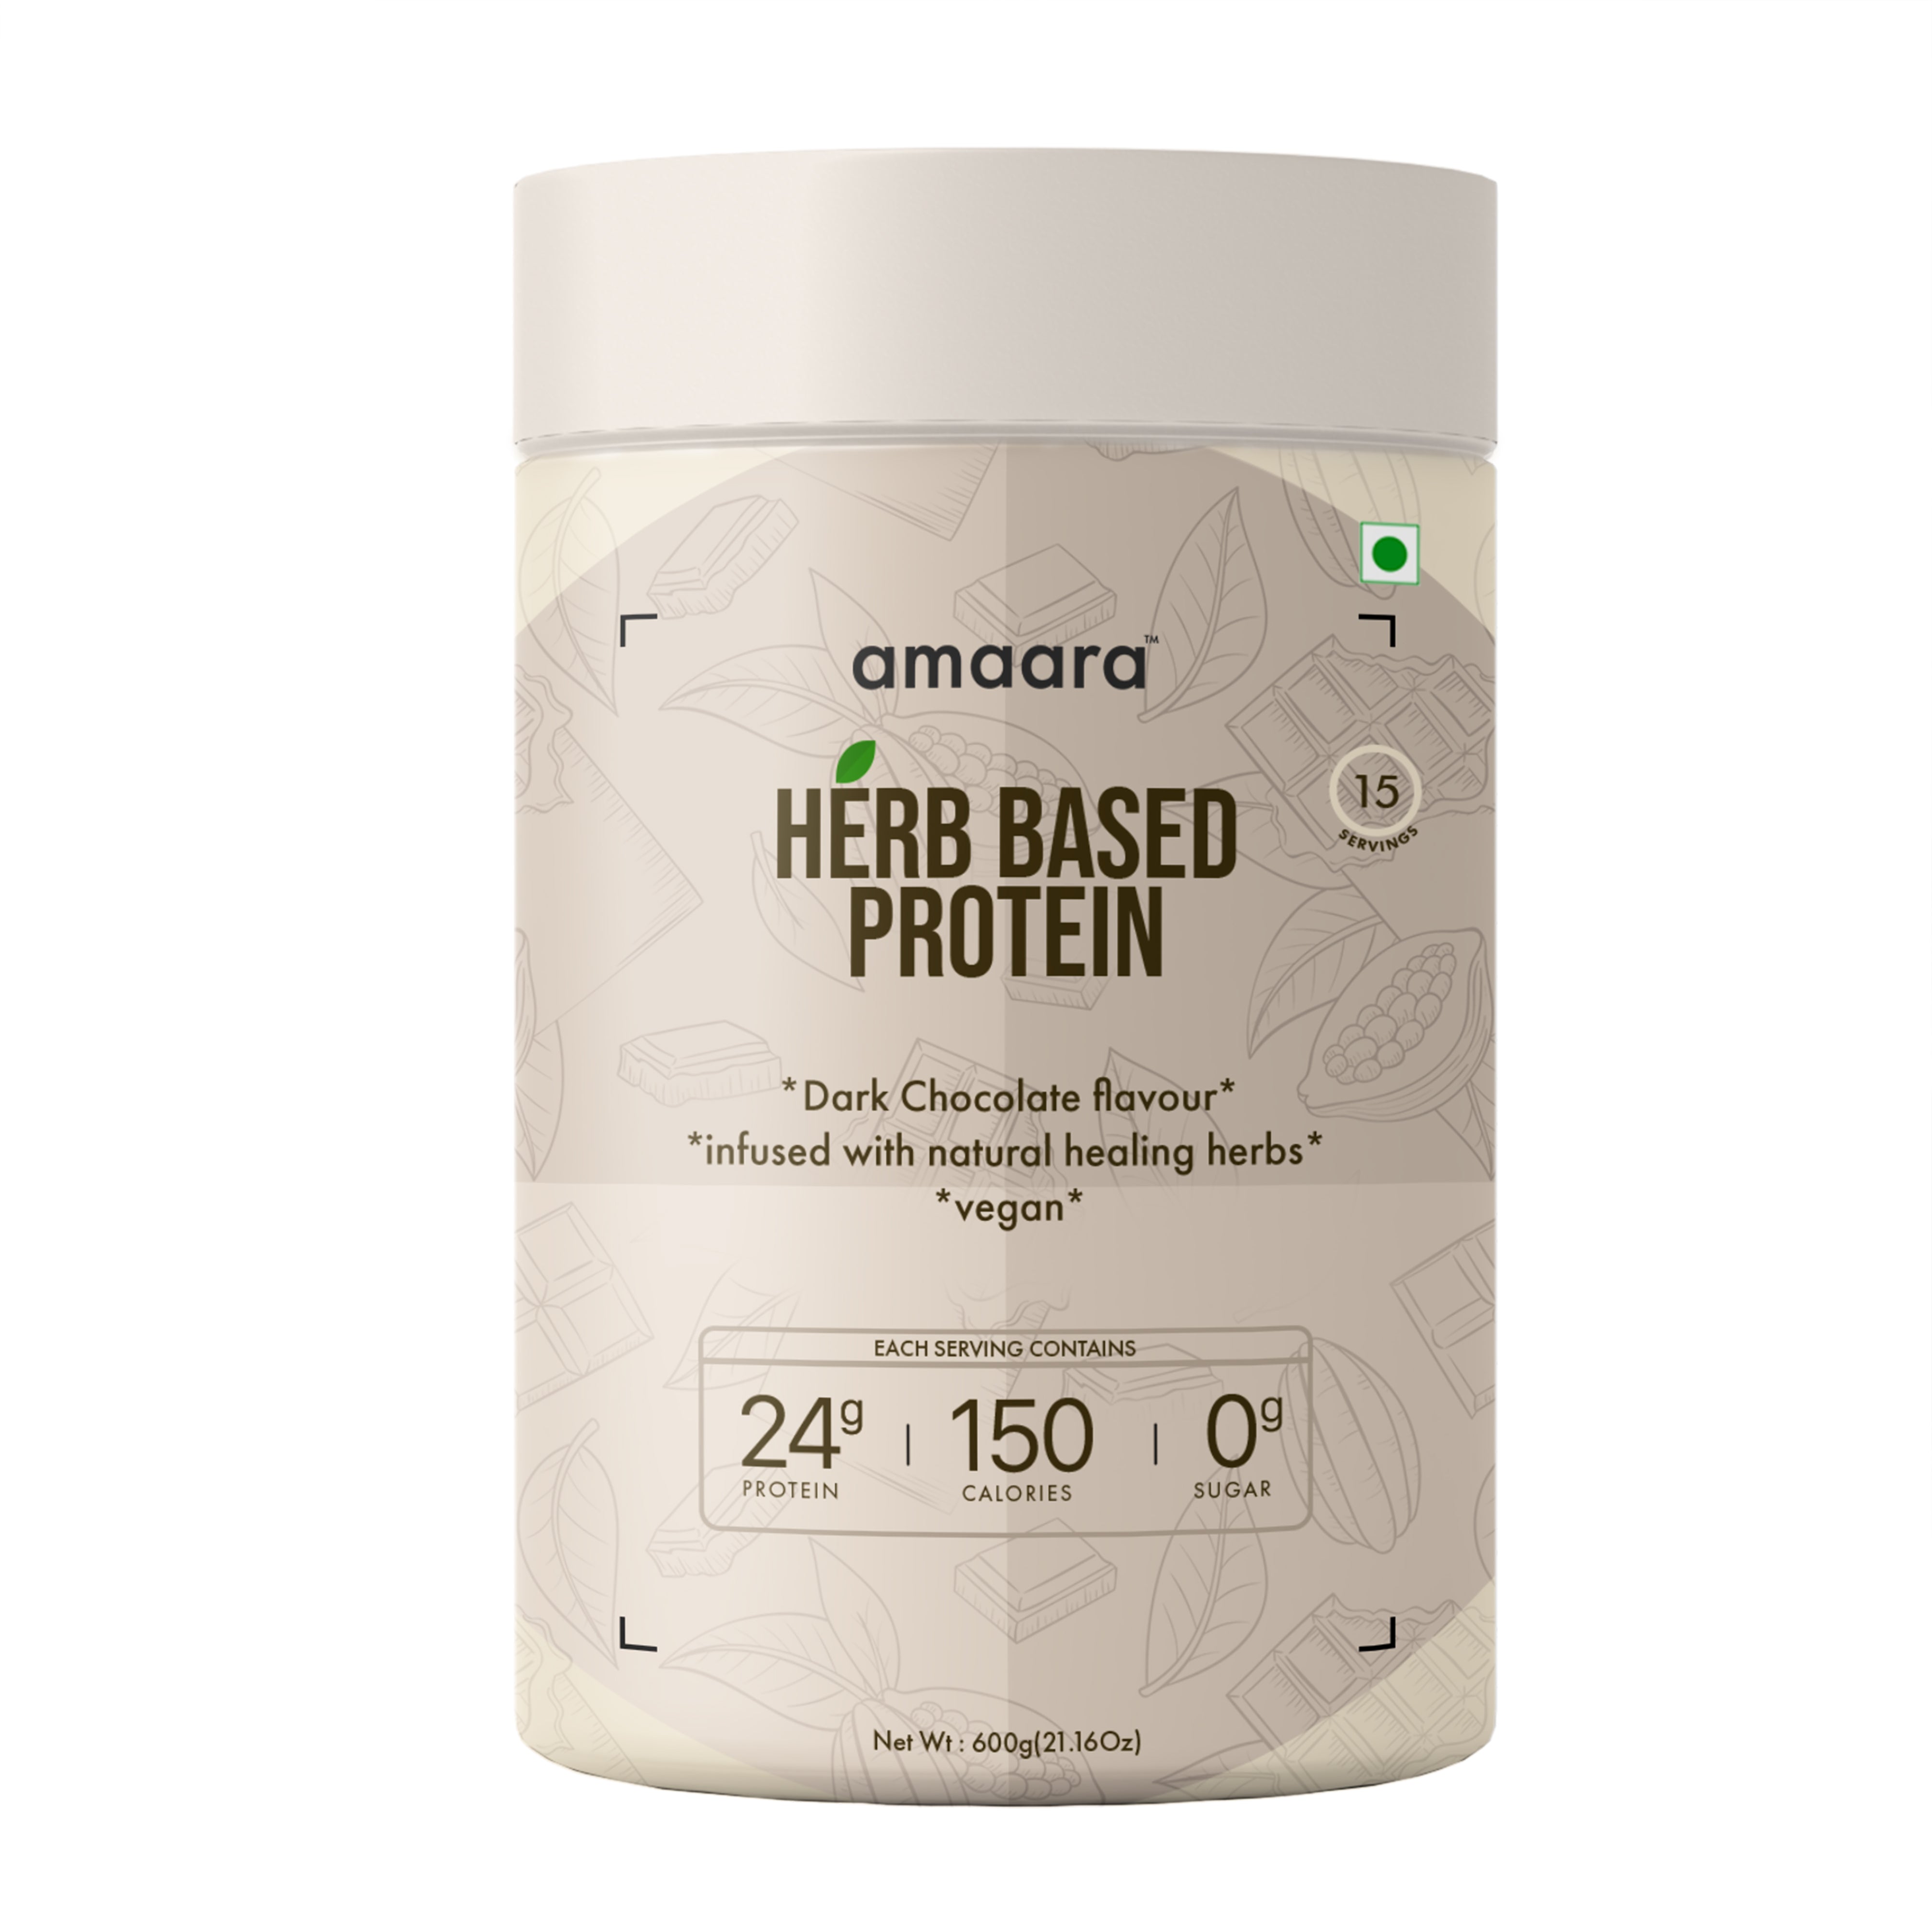 amaara™
HERB BASED
PROTEIN
15
SERVINGS
*Dark Chocolate flavour*
*infused with natural healing herbs*
*vegan*
EACH SERVING CONTAINS
24g | 150 | 0g
PROTEIN CALORIES SUGAR
Net Wt : 600g(21.16Oz)